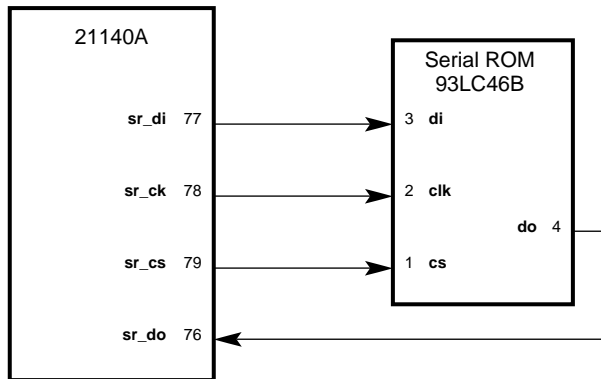 21140A
sr_di 77
sr_ck 78
sr_cs 79
sr_do 76
Serial ROM
93LC46B
3 di
2 clk
do 4
1 cs